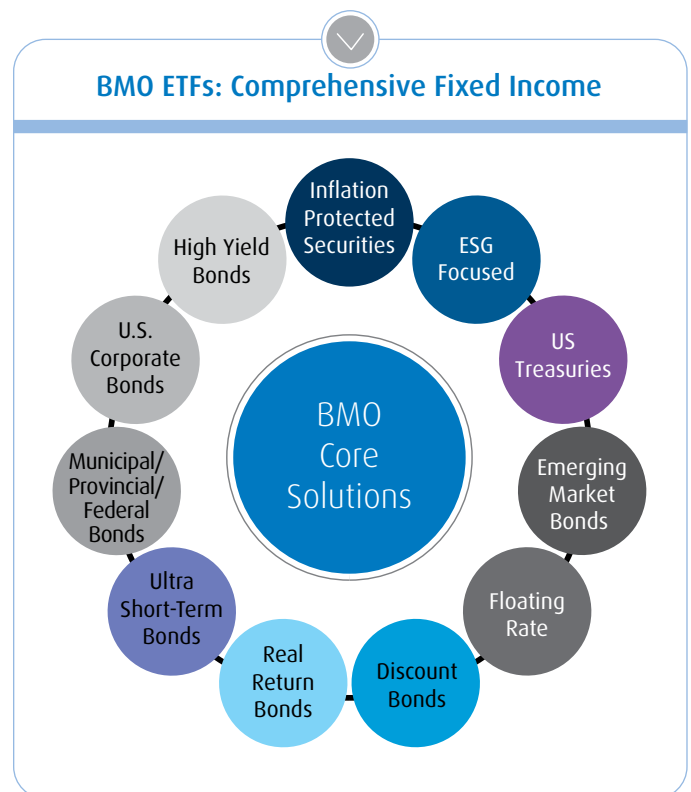 BMO ETFs: Comprehensive Fixed Income
Inflation
Protected
Securities
ESG
Focused
US
Treasuries
Emerging
Market
Bonds
Floating
Rate
Discount
Bonds
Real
Return
Bonds
Ultra
Short-Term
Bonds
Municipal/
Provincial/
Federal
Bonds
U.S.
Corporate
Bonds
High Yield
Bonds
BMO
Core
Solutions